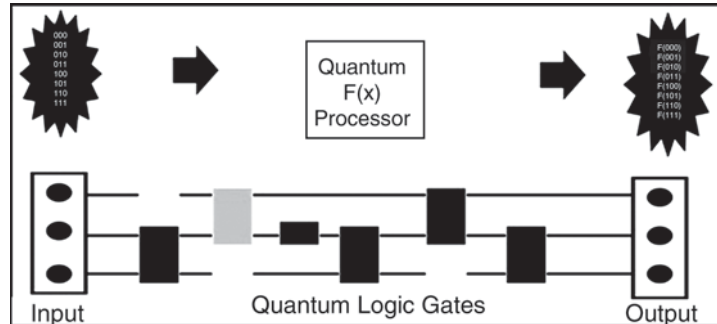 000
001
010
011
100
101
110
111
Quantum
F(x)
Processor
F(000)
F(001)
F(010)
F(011)
F(100)
F(101)
F(110)
F(111)
Input
Quantum Logic Gates
Output